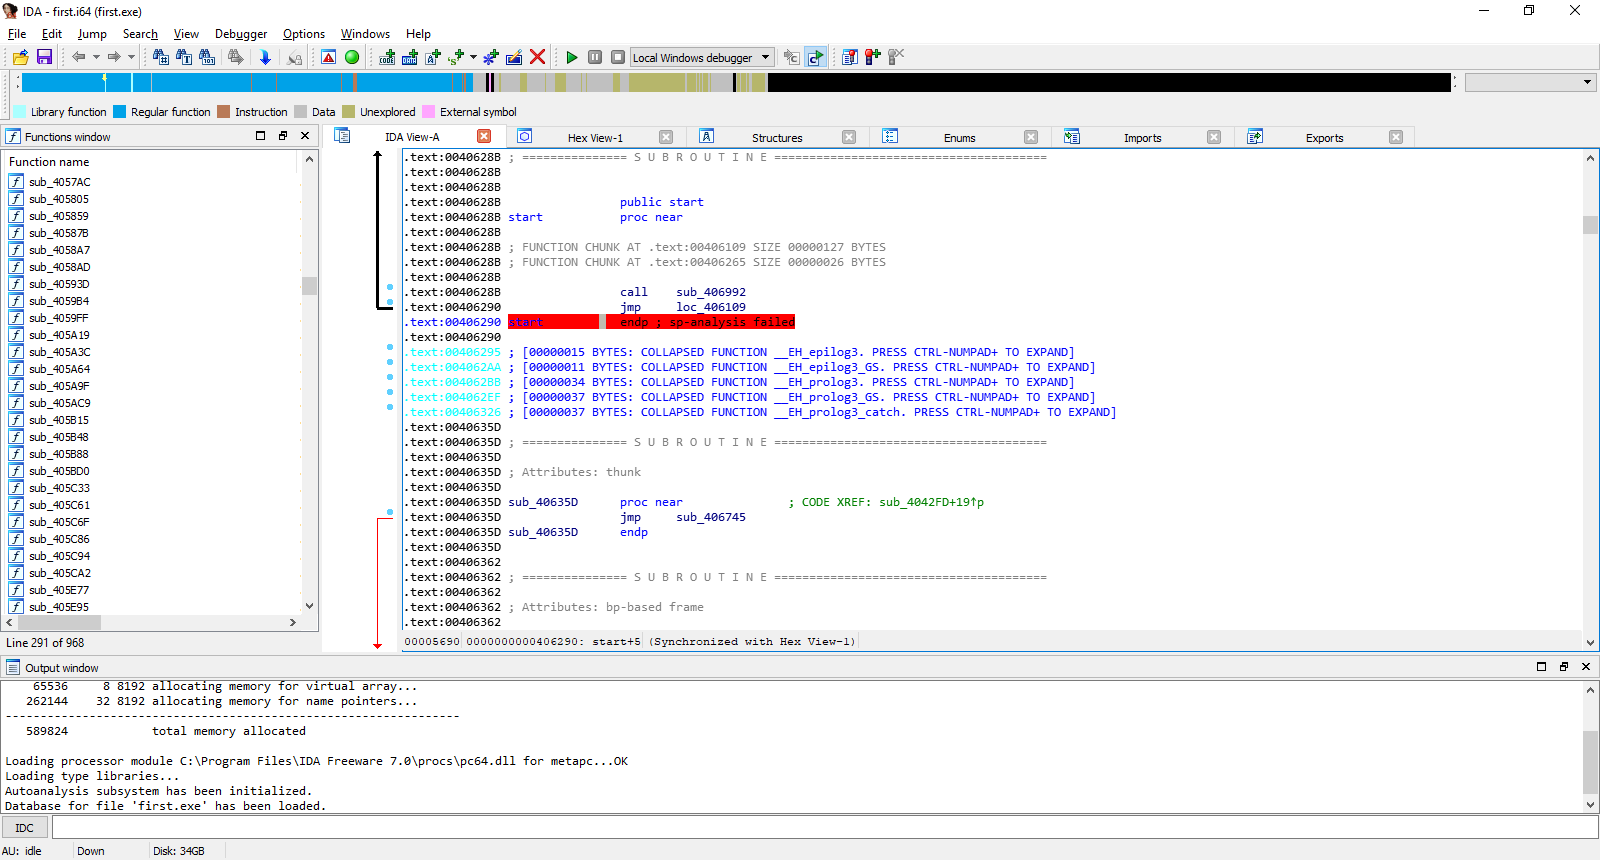 IDA - first.i64 (first.exe)
File Edit Jump Search View Debugger Options Windows Help
Local Windows debugger
Library function Regular function Instruction Data Unexplored External symbol
Functions window
IDA View-A Hex View-1 Structures Enums Imports Exports
Function name
sub_4057AC
sub_405805
sub_405859
sub_40587B
sub_4058A7
sub_4058AD
sub_40593D
sub_4059B4
sub_4059FF
sub_405A19
sub_405A3C
sub_405A64
sub_405A9F
sub_405AC9
sub_405B15
sub_405B48
sub_405B88
sub_405BD0
sub_405C33
sub_405C61
sub_405C6F
sub_405C86
sub_405C94
sub_405CA2
sub_405E77
sub_405E95
Line 291 of 968
.text:0040628B ; =============== S U B R O U T I N E =======================================
.text:0040628B
.text:0040628B
.text:0040628B public start
.text:0040628B start proc near
.text:0040628B
.text:0040628B ; FUNCTION CHUNK AT .text:00406109 SIZE 00000127 BYTES
.text:0040628B ; FUNCTION CHUNK AT .text:00406265 SIZE 00000026 BYTES
.text:0040628B
.text:0040628B call sub_406992
.text:00406290 jmp loc_406109
.text:00406290 start endp ; sp-analysis failed
.text:00406290
.text:00406295 ; [00000015 BYTES: COLLAPSED FUNCTION __EH_epilog3. PRESS CTRL-NUMPAD+ TO EXPAND]
.text:004062AA ; [00000011 BYTES: COLLAPSED FUNCTION __EH_epilog3_GS. PRESS CTRL-NUMPAD+ TO EXPAND]
.text:004062BB ; [00000034 BYTES: COLLAPSED FUNCTION __EH_prolog3. PRESS CTRL-NUMPAD+ TO EXPAND]
.text:004062EF ; [00000037 BYTES: COLLAPSED FUNCTION __EH_prolog3_GS. PRESS CTRL-NUMPAD+ TO EXPAND]
.text:00406326 ; [00000037 BYTES: COLLAPSED FUNCTION __EH_prolog3_catch. PRESS CTRL-NUMPAD+ TO EXPAND]
.text:0040635D
.text:0040635D ; =============== S U B R O U T I N E =======================================
.text:0040635D
.text:0040635D ; Attributes: thunk
.text:0040635D
.text:0040635D sub_40635D proc near ; CODE XREF: sub_4042FD+19↑p
.text:0040635D jmp sub_406745
.text:0040635D sub_40635D endp
.text:0040635D
.text:00406362
.text:00406362 ; =============== S U B R O U T I N E =======================================
.text:00406362
.text:00406362 ; Attributes: bp-based frame
.text:00406362
00005690 0000000000406290: start+5 (Synchronized with Hex View-1)
Output window
65536 8 8192 allocating memory for virtual array...
262144 32 8192 allocating memory for name pointers...
-----------------------------------------------------------------
589824 total memory allocated
Loading processor module C:\Program Files\IDA Freeware 7.0\procs\pc64.dll for metapc...OK
Loading type libraries...
Autoanalysis subsystem has been initialized.
Database for file 'first.exe' has been loaded.
IDC
AU: idle Down Disk: 34GB